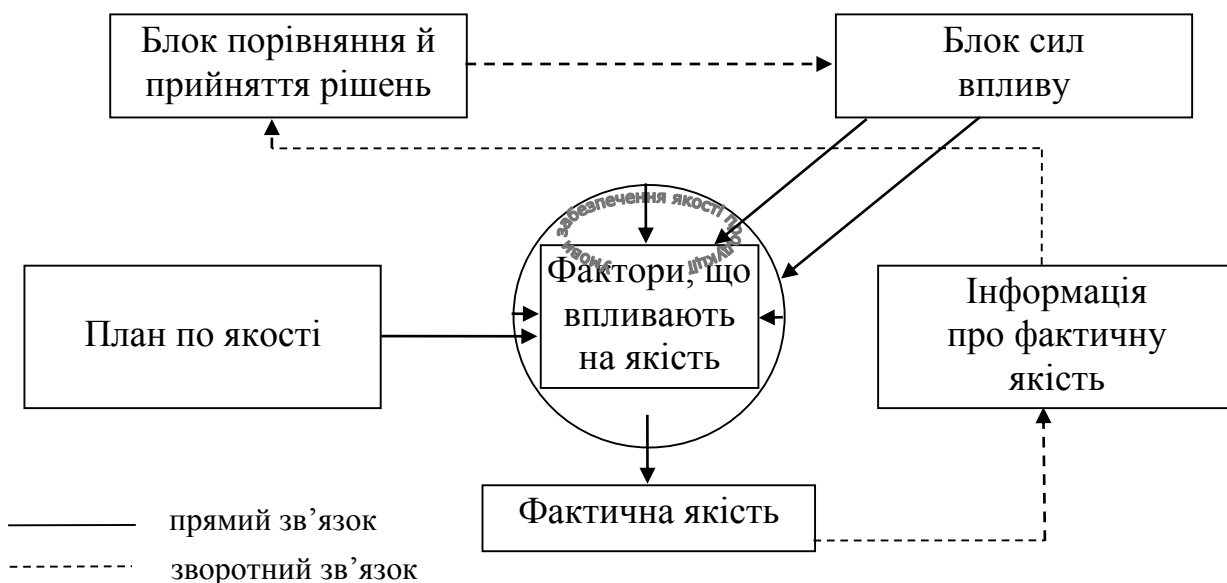 Блок порівняння й
прийняття рішень
Блок сил
впливу
умови забезпечення якості продукції
Фактори, що
впливають
на якість
План по якості
Інформація
про фактичну
якість
Фактична якість
прямий зв’язок
зворотний зв’язок